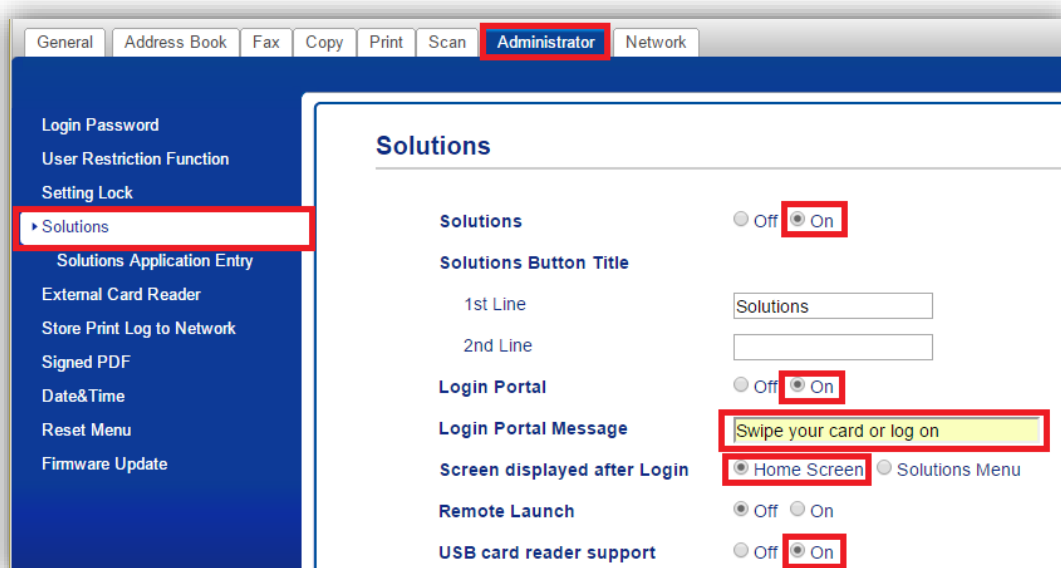 General Address Book Fax Copy Print Scan Administrator Network
Login Password
User Restriction Function
Setting Lock
Solutions
Solutions Application Entry
External Card Reader
Store Print Log to Network
Signed PDF
Date&Time
Reset Menu
Firmware Update
Solutions
Solutions Off On
Solutions Button Title
1st Line Solutions
2nd Line
Login Portal Off On
Login Portal Message Swipe your card or log on
Screen displayed after Login Home Screen Solutions Menu
Remote Launch Off On
USB card reader support Off On